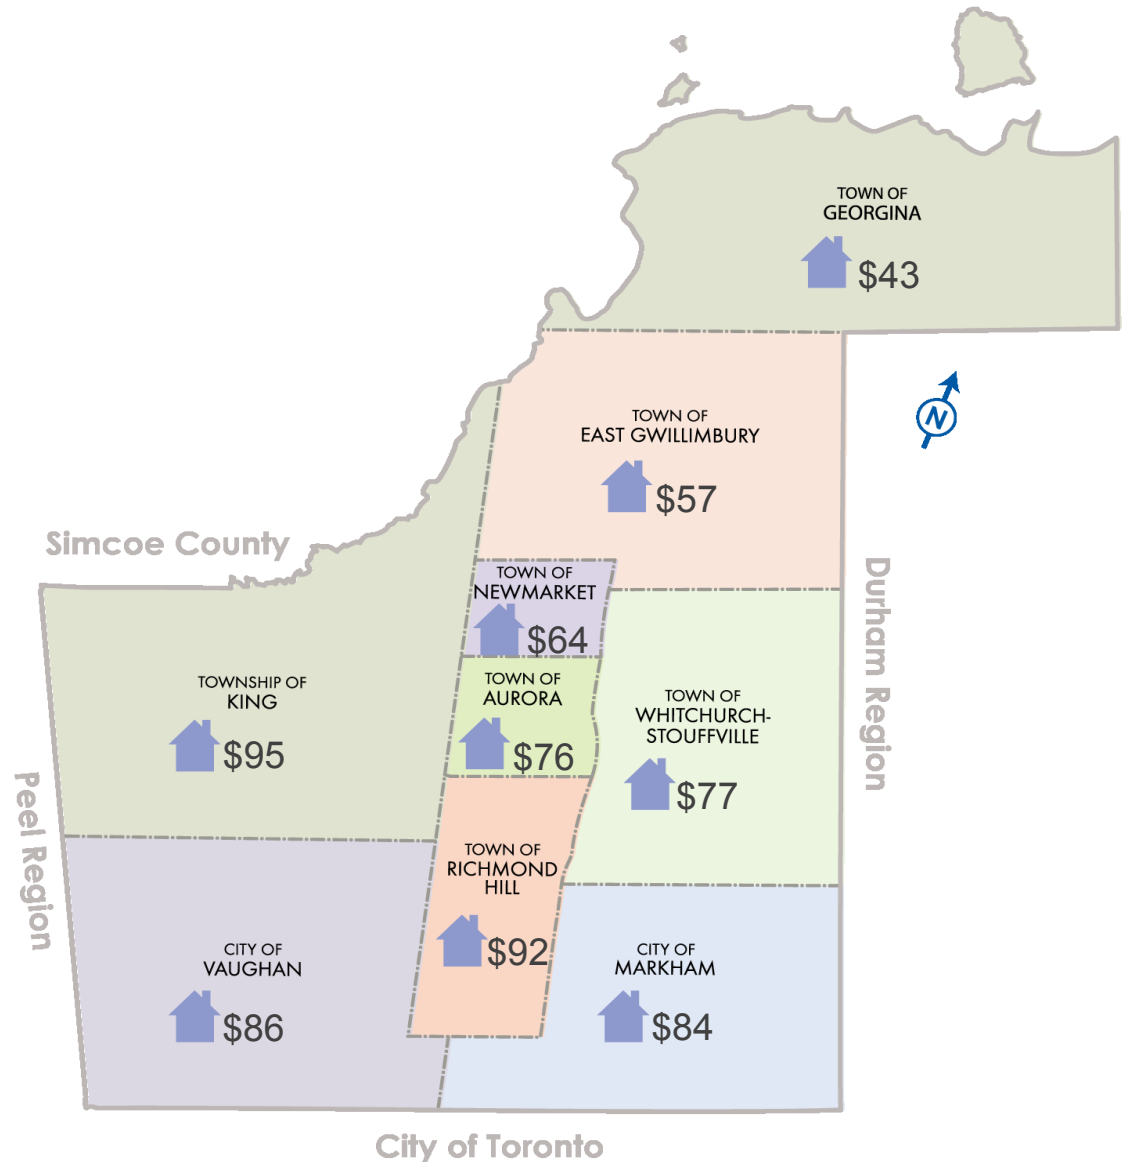 TOWN OF
GEORGINA
$43
N
TOWN OF
EAST GWILLIMBURY
$57
Simcoe County
TOWN OF
NEWMARKET
$64
Durham Region
TOWNSHIP OF
KING
$95
TOWN OF
AURORA
$76
TOWN OF
WHITCHURCH-
STOUFFVILLE
$77
Peel Region
TOWN OF
RICHMOND
HILL
$92
CITY OF
VAUGHAN
$86
CITY OF
MARKHAM
$84
City of Toronto